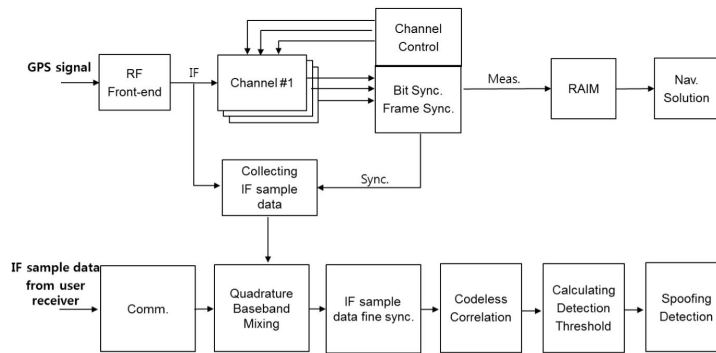 GPS signal
RF
Front-end
IF
Channel #1
Channel
Control
Bit Sync.
Frame Sync.
Meas.
RAIM
Nav.
Solution
Collecting
IF sample
data
Sync.
IF sample data
from user
receiver
Comm.
Quadrature
Baseband
Mixing
IF sample
data fine sync.
Codeless
Correlation
Calculating
Detection
Threshold
Spoofing
Detection